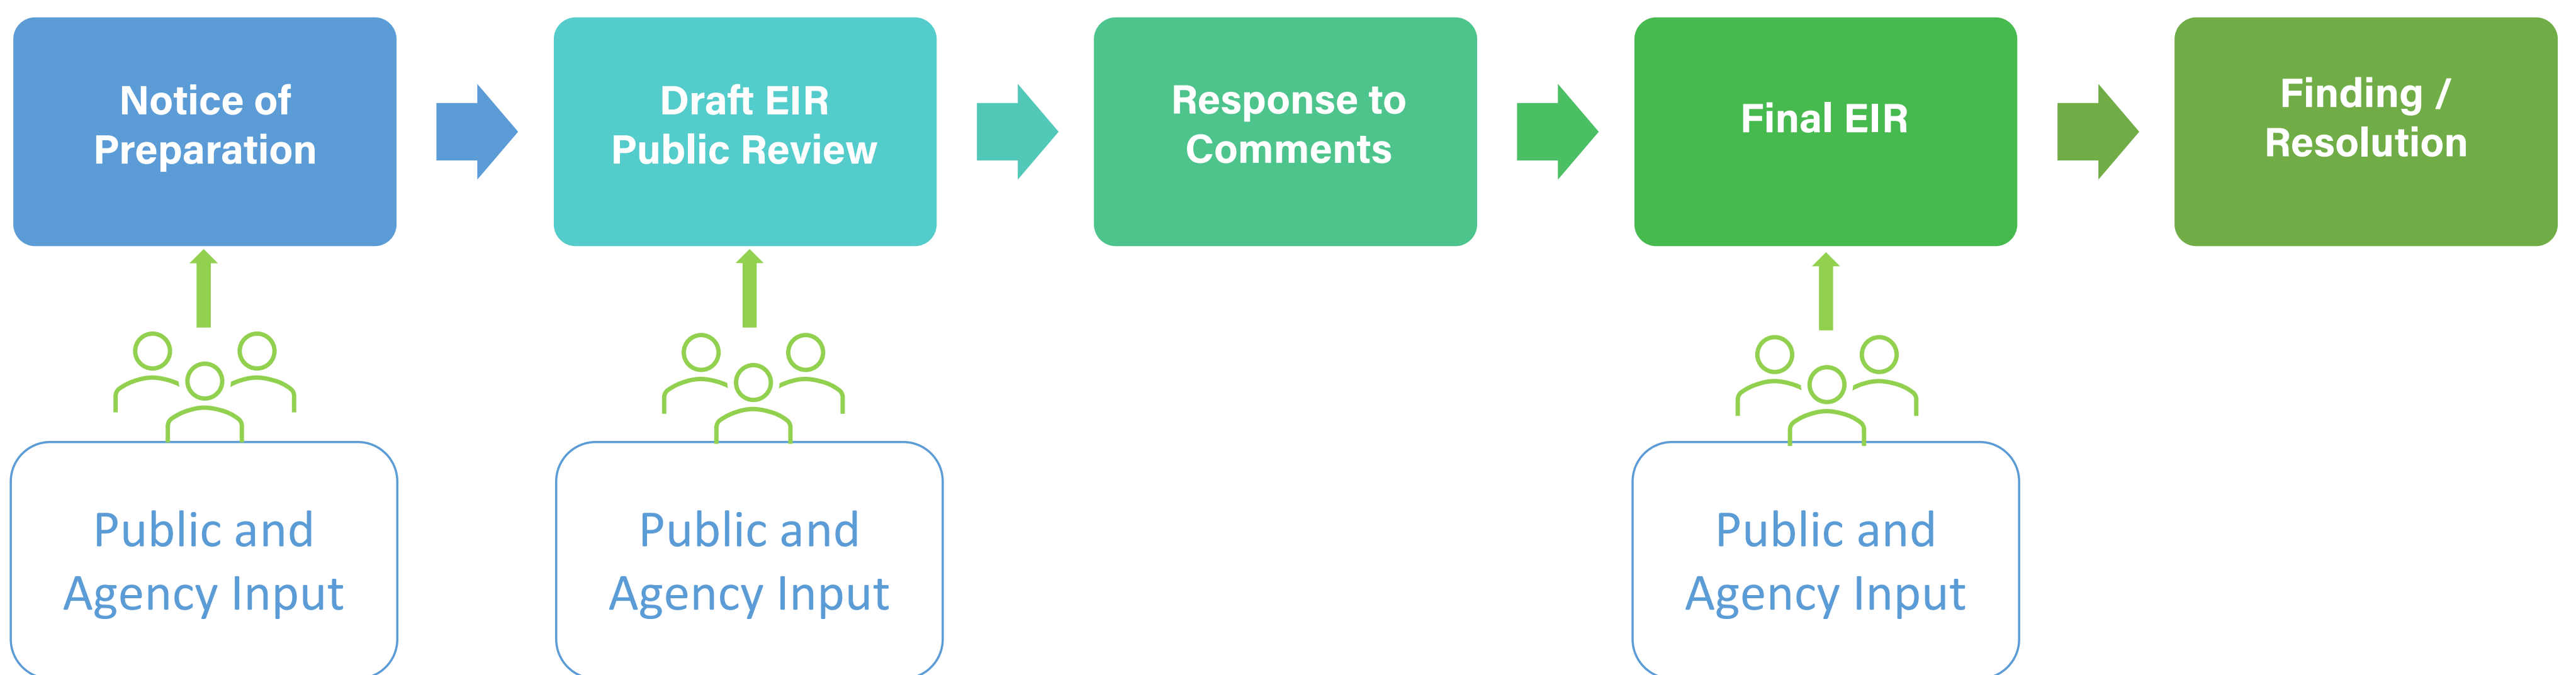 Notice of
Preparation
Draft EIR
Public Review
Response to
Comments
Final EIR
Finding /
Resolution
Public and
Agency Input
Public and
Agency Input
Public and
Agency Input